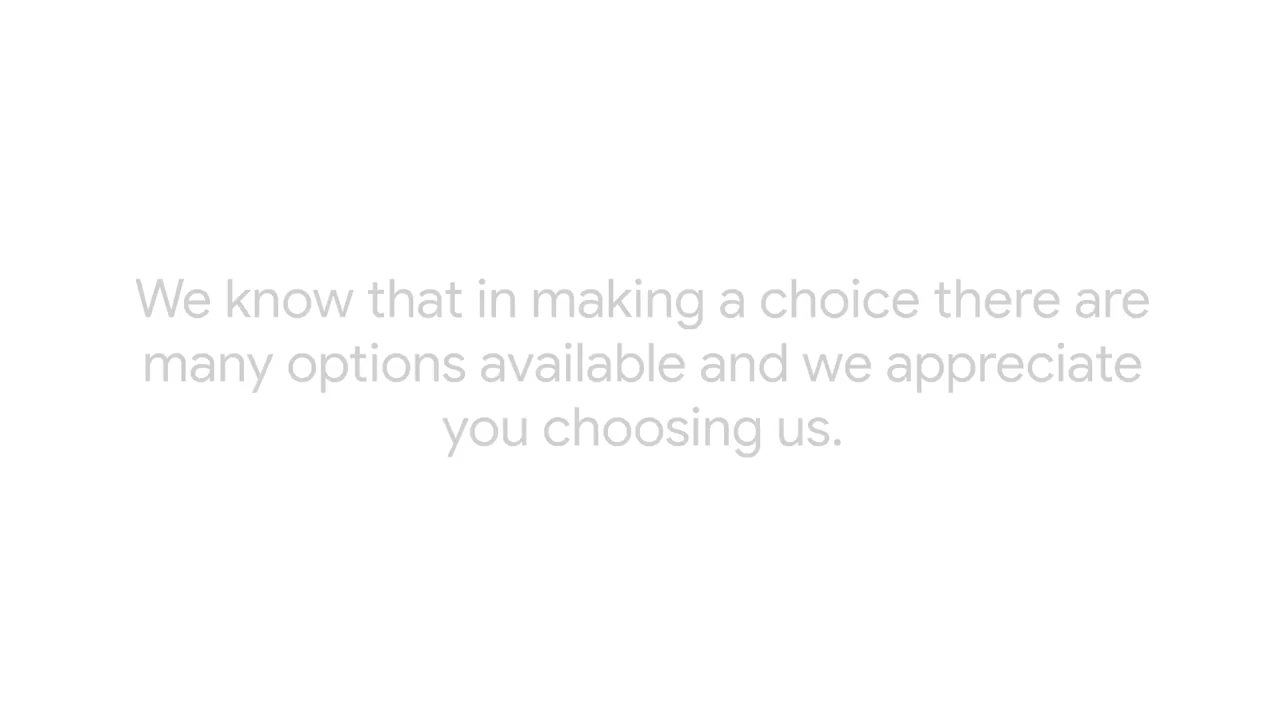 We know that in making a choice there are
many options available and we appreciate
you choosing us.